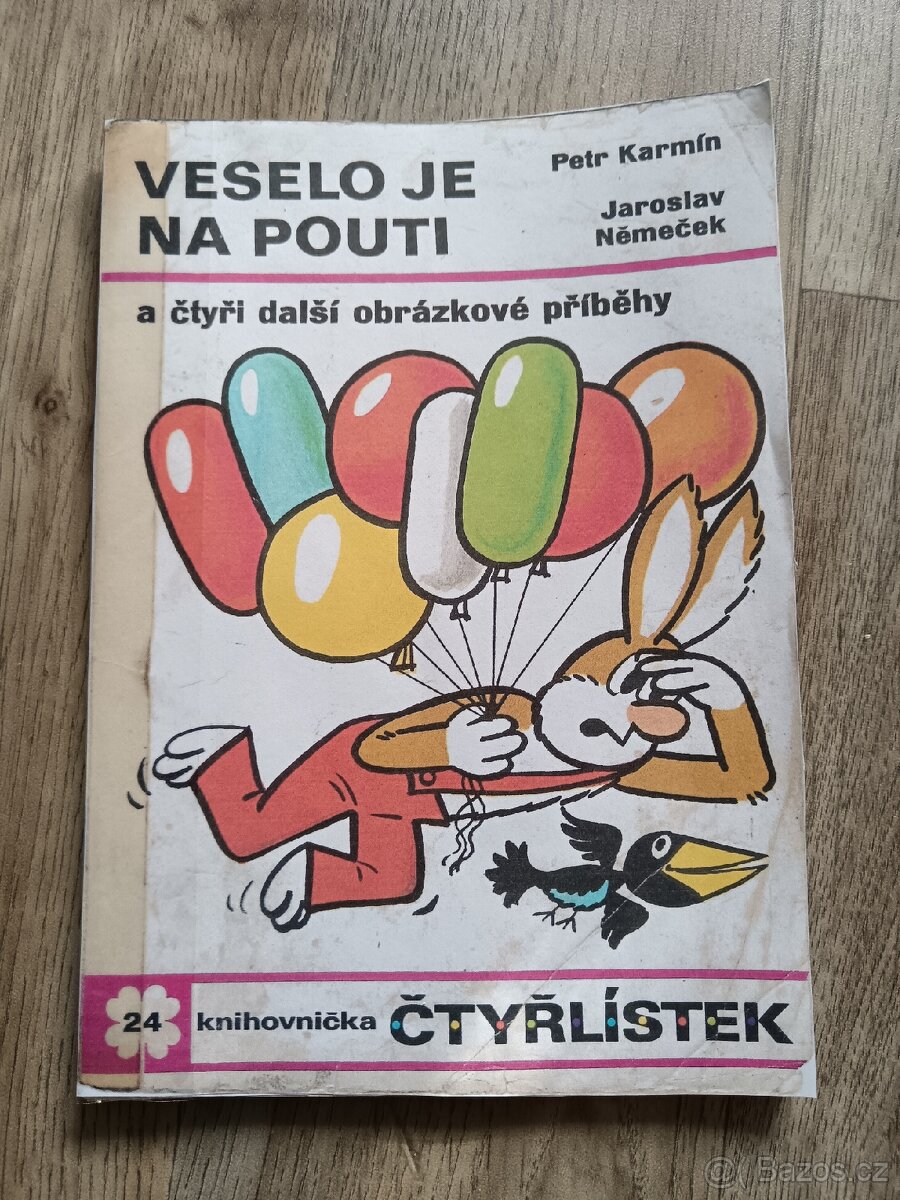 VESELO JE
NA POUTI
Petr Karmín
Jaroslav
Němeček
a čtyři další obrázkové příběhy
24
knihovnička ČTYŘLÍSTEK
Bazos.cz